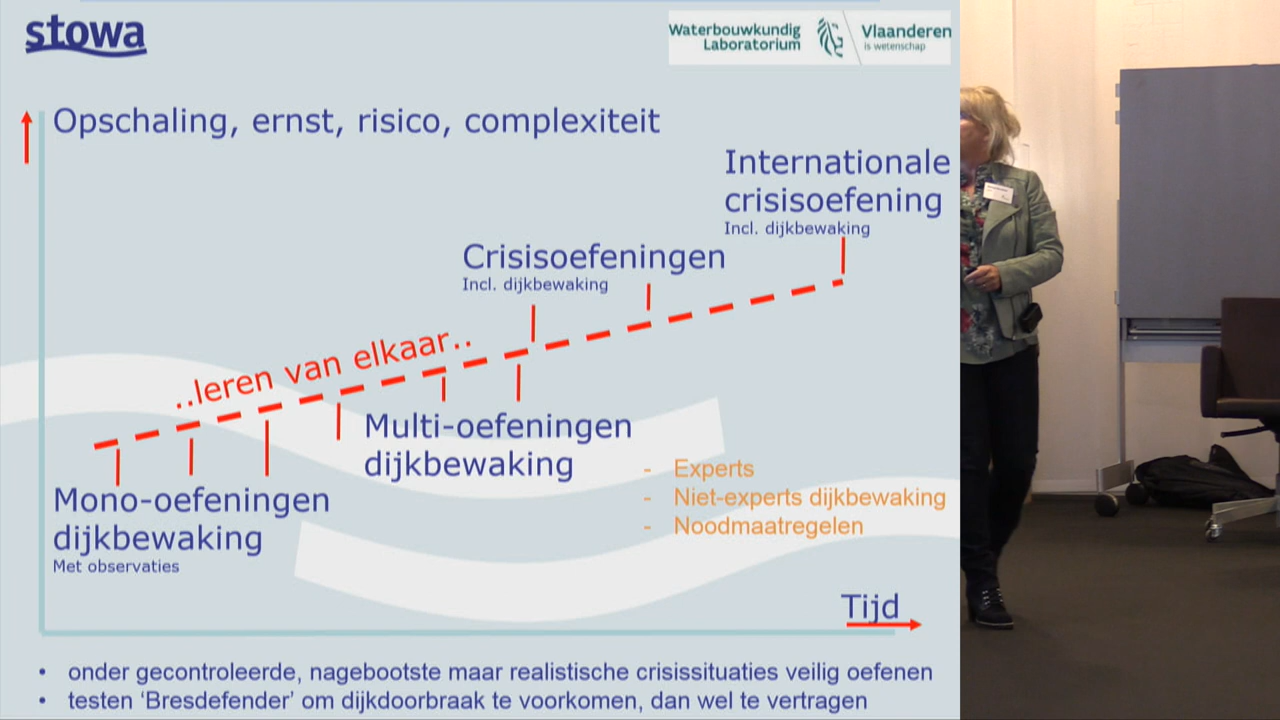 stowa
Waterbouwkundig
Laboratorium
Vlaanderen
is wetenschap
Opschaling, ernst, risico, complexiteit
Internationale
crisisoefening
Incl. dijkbewaking
Crisisoefeningen
Incl. dijkbewaking
..leren van elkaar..
Multi-oefeningen
dijkbewaking
- Experts
- Niet-experts dijkbewaking
- Noodmaatregelen
Mono-oefeningen
dijkbewaking
Met observaties
Tijd
• onder gecontroleerde, nagebootste maar realistische crisissituaties veilig oefenen
• testen ‘Bresdefender’ om dijkdoorbraak te voorkomen, dan wel te vertragen